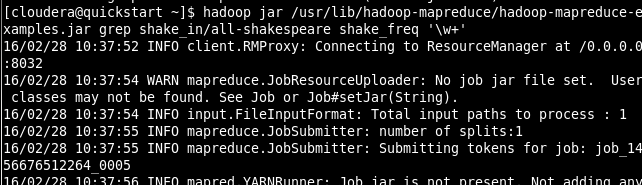 [cloudera@quickstart ~]$ hadoop jar /usr/lib/hadoop-mapreduce/hadoop-mapreduce-e
xamples.jar grep shake_in/all-shakespeare shake_freq '\w+'
16/02/28 10:37:52 INFO client.RMProxy: Connecting to ResourceManager at /0.0.0.0
:8032
16/02/28 10:37:54 WARN mapreduce.JobResourceUploader: No job jar file set.  User
 classes may not be found. See Job or Job#setJar(String).
16/02/28 10:37:54 INFO input.FileInputFormat: Total input paths to process : 1
16/02/28 10:37:55 INFO mapreduce.JobSubmitter: number of splits:1
16/02/28 10:37:55 INFO mapreduce.JobSubmitter: Submitting tokens for job: job_14
56676512264_0005
16/02/28 10:37:56 INFO mapred.YARNRunner: Job jar is not present. Not adding any